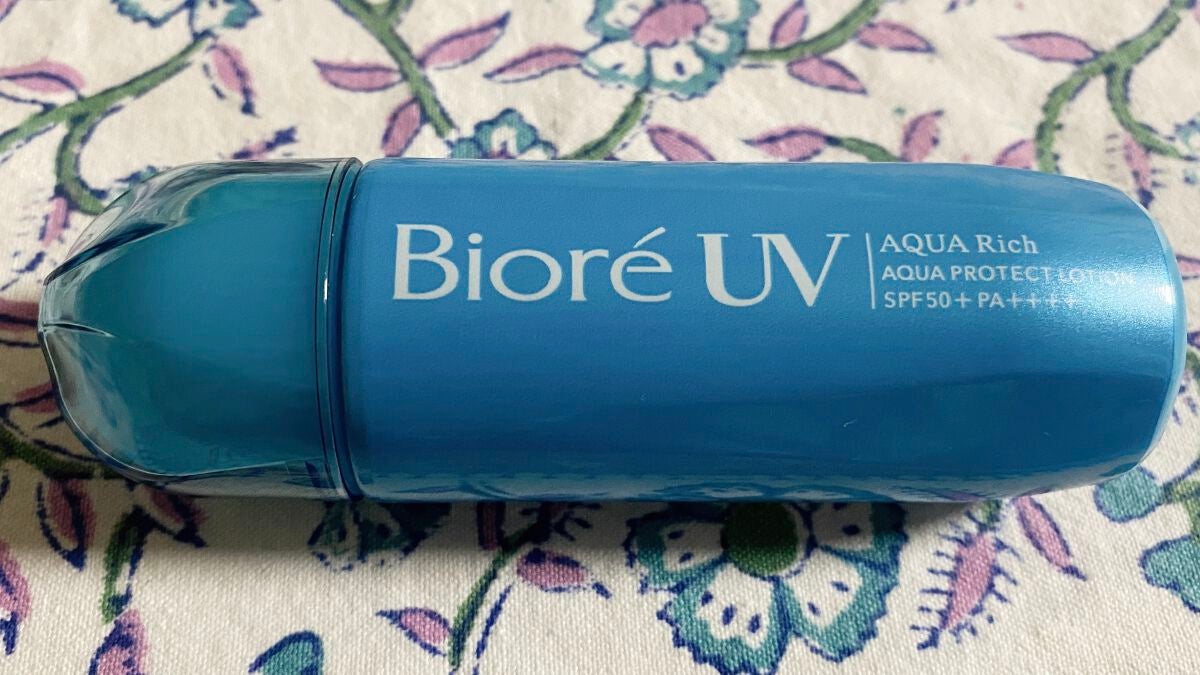 Bioré UV
AQUA Rich
AQUA PROTECT LOTION
SPF50+ PA++++